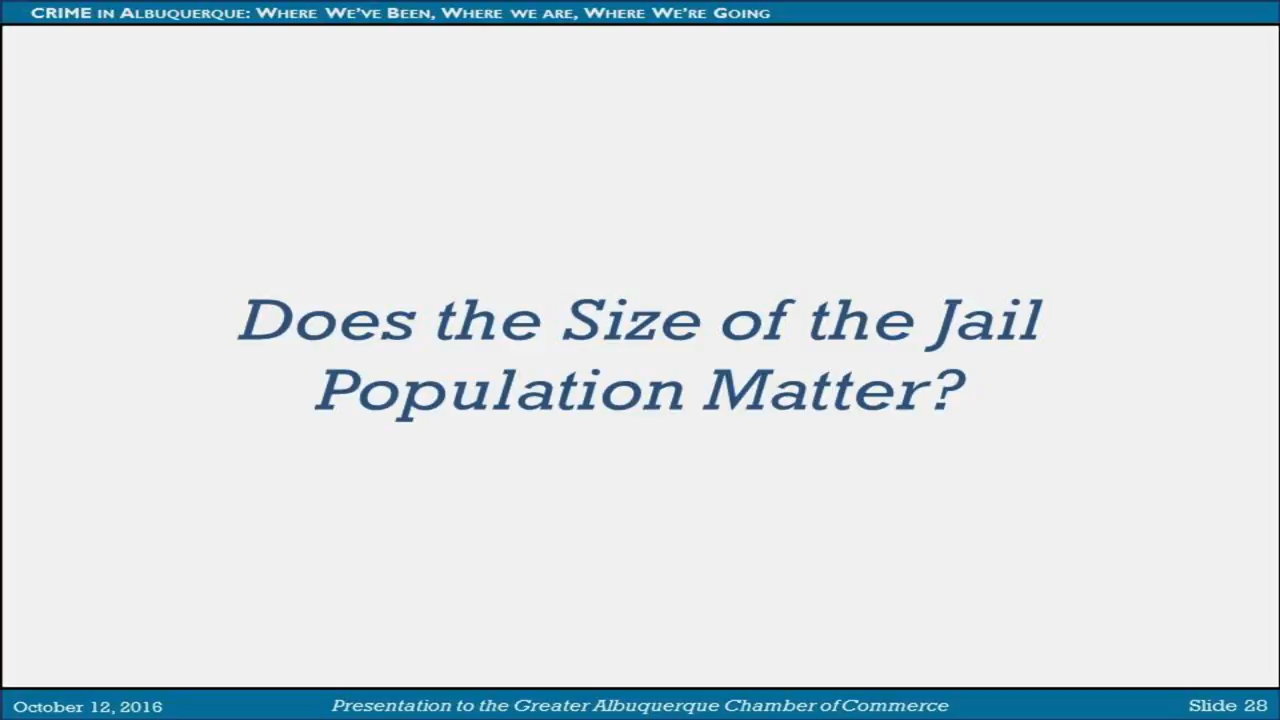 CRIME IN ALBUQUERQUE: WHERE WE'VE BEEN, WHERE WE ARE, WHERE WE'RE GOING
Does the Size of the Jail
Population Matter?
October 12, 2016 Presentation to the Greater Albuquerque Chamber of Commerce Slide 28